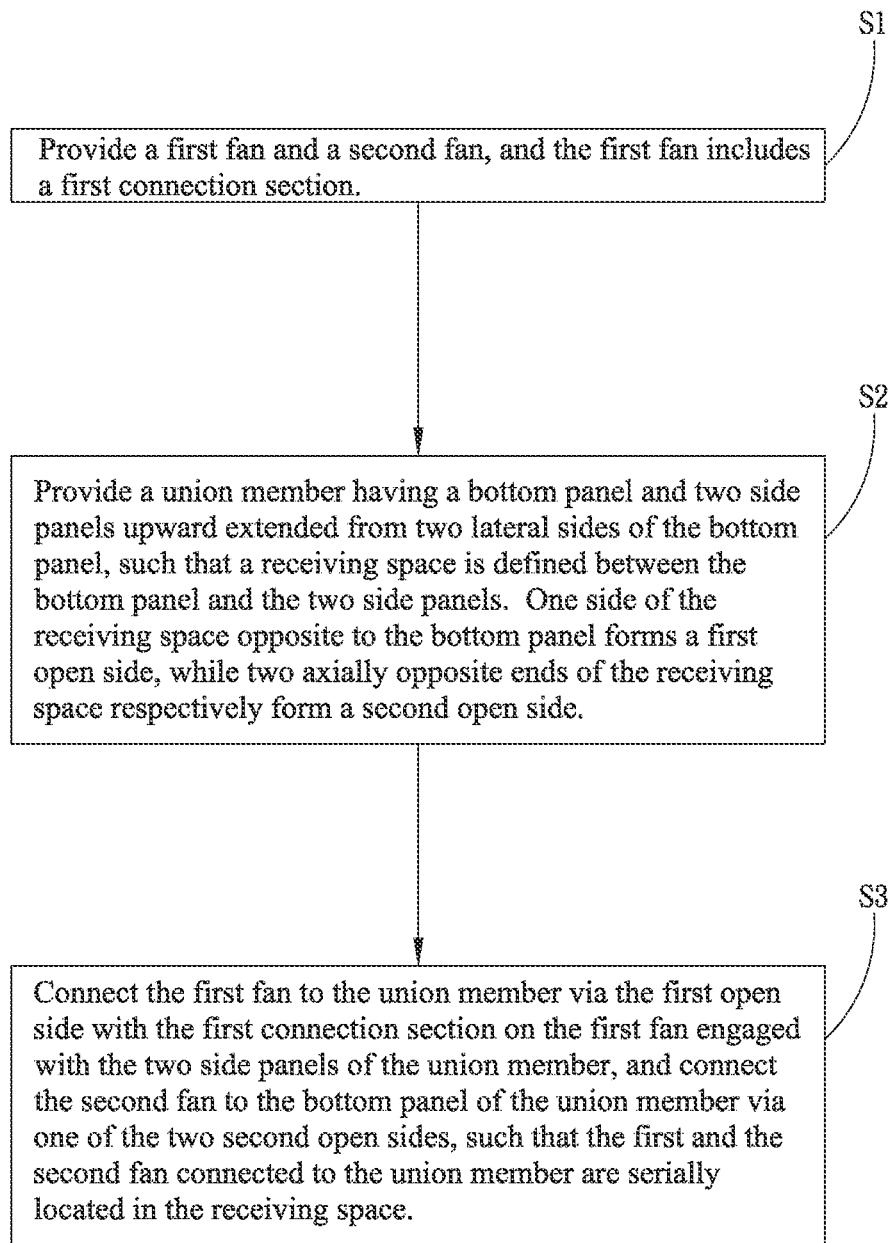 S1
Provide a first fan and a second fan, and the first fan includes
a first connection section.
S2
Provide a union member having a bottom panel and two side
panels upward extended from two lateral sides of the bottom
panel, such that a receiving space is defined between the
bottom panel and the two side panels.  One side of the
receiving space opposite to the bottom panel forms a first
open side, while two axially opposite ends of the receiving
space respectively form a second open side.
S3
Connect the first fan to the union member via the first open
side with the first connection section on the first fan engaged
with the two side panels of the union member, and connect
the second fan to the bottom panel of the union member via
one of the two second open sides, such that the first and the
second fan connected to the union member are serially
located in the receiving space.